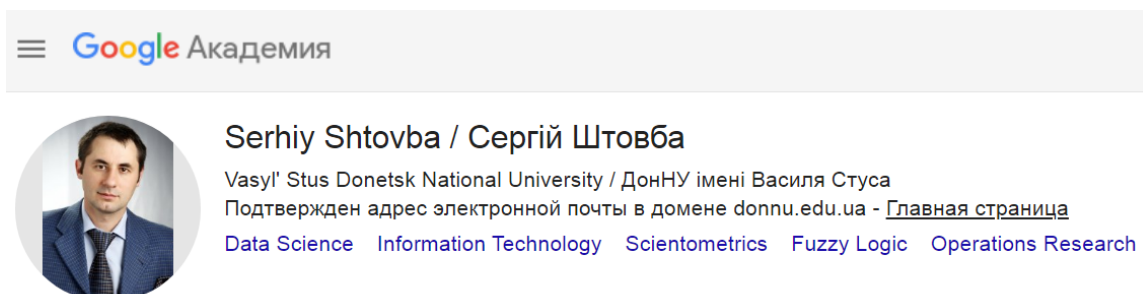 Google Академия
Serhiy Shtovba / Сергій Штовба
Vasyl' Stus Donetsk National University / ДонНУ імені Василя Стуса
Подтвержден адрес электронной почты в домене donnu.edu.ua - Главная страница
Data Science Information Technology Scientometrics Fuzzy Logic Operations Research